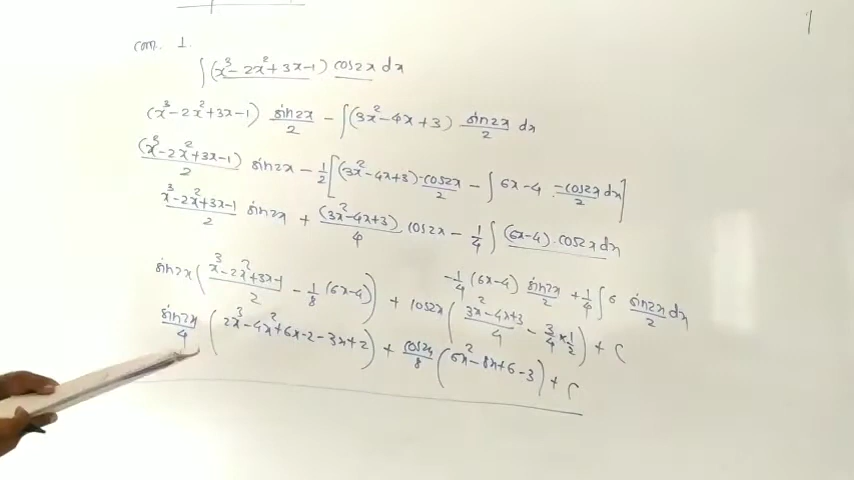 com. 1.
∫(x³-2x²+3x-1) cos2x dx
(x³-2x²+3x-1) sin2x/2 - ∫(3x²-4x+3) sin2x/2 dx
(x³-2x²+3x-1)/2 sin2x - 1/2[(3x²-4x+3)-cos2x/2 - ∫6x-4 . -cos2x/2 dx]
x³-2x²+3x-1/2 sin2x + (3x²-4x+3)/4 . cos2x - 1/4 ∫(6x-4).cos2x dx
-1/4 (6x-4) sin2x/2 + 1/4 ∫6 sin2x/2 dx
sin2x(x³-2x²+3x-1/2 - 1/8(6x-4)) + cos2x(3x²-4x+3/4 - 3/4 × 1/2) + C
sin2x/4 (2x³-4x²+6x-2-3x+2) + cos2x/8 (6x²-8x+6-3) + C